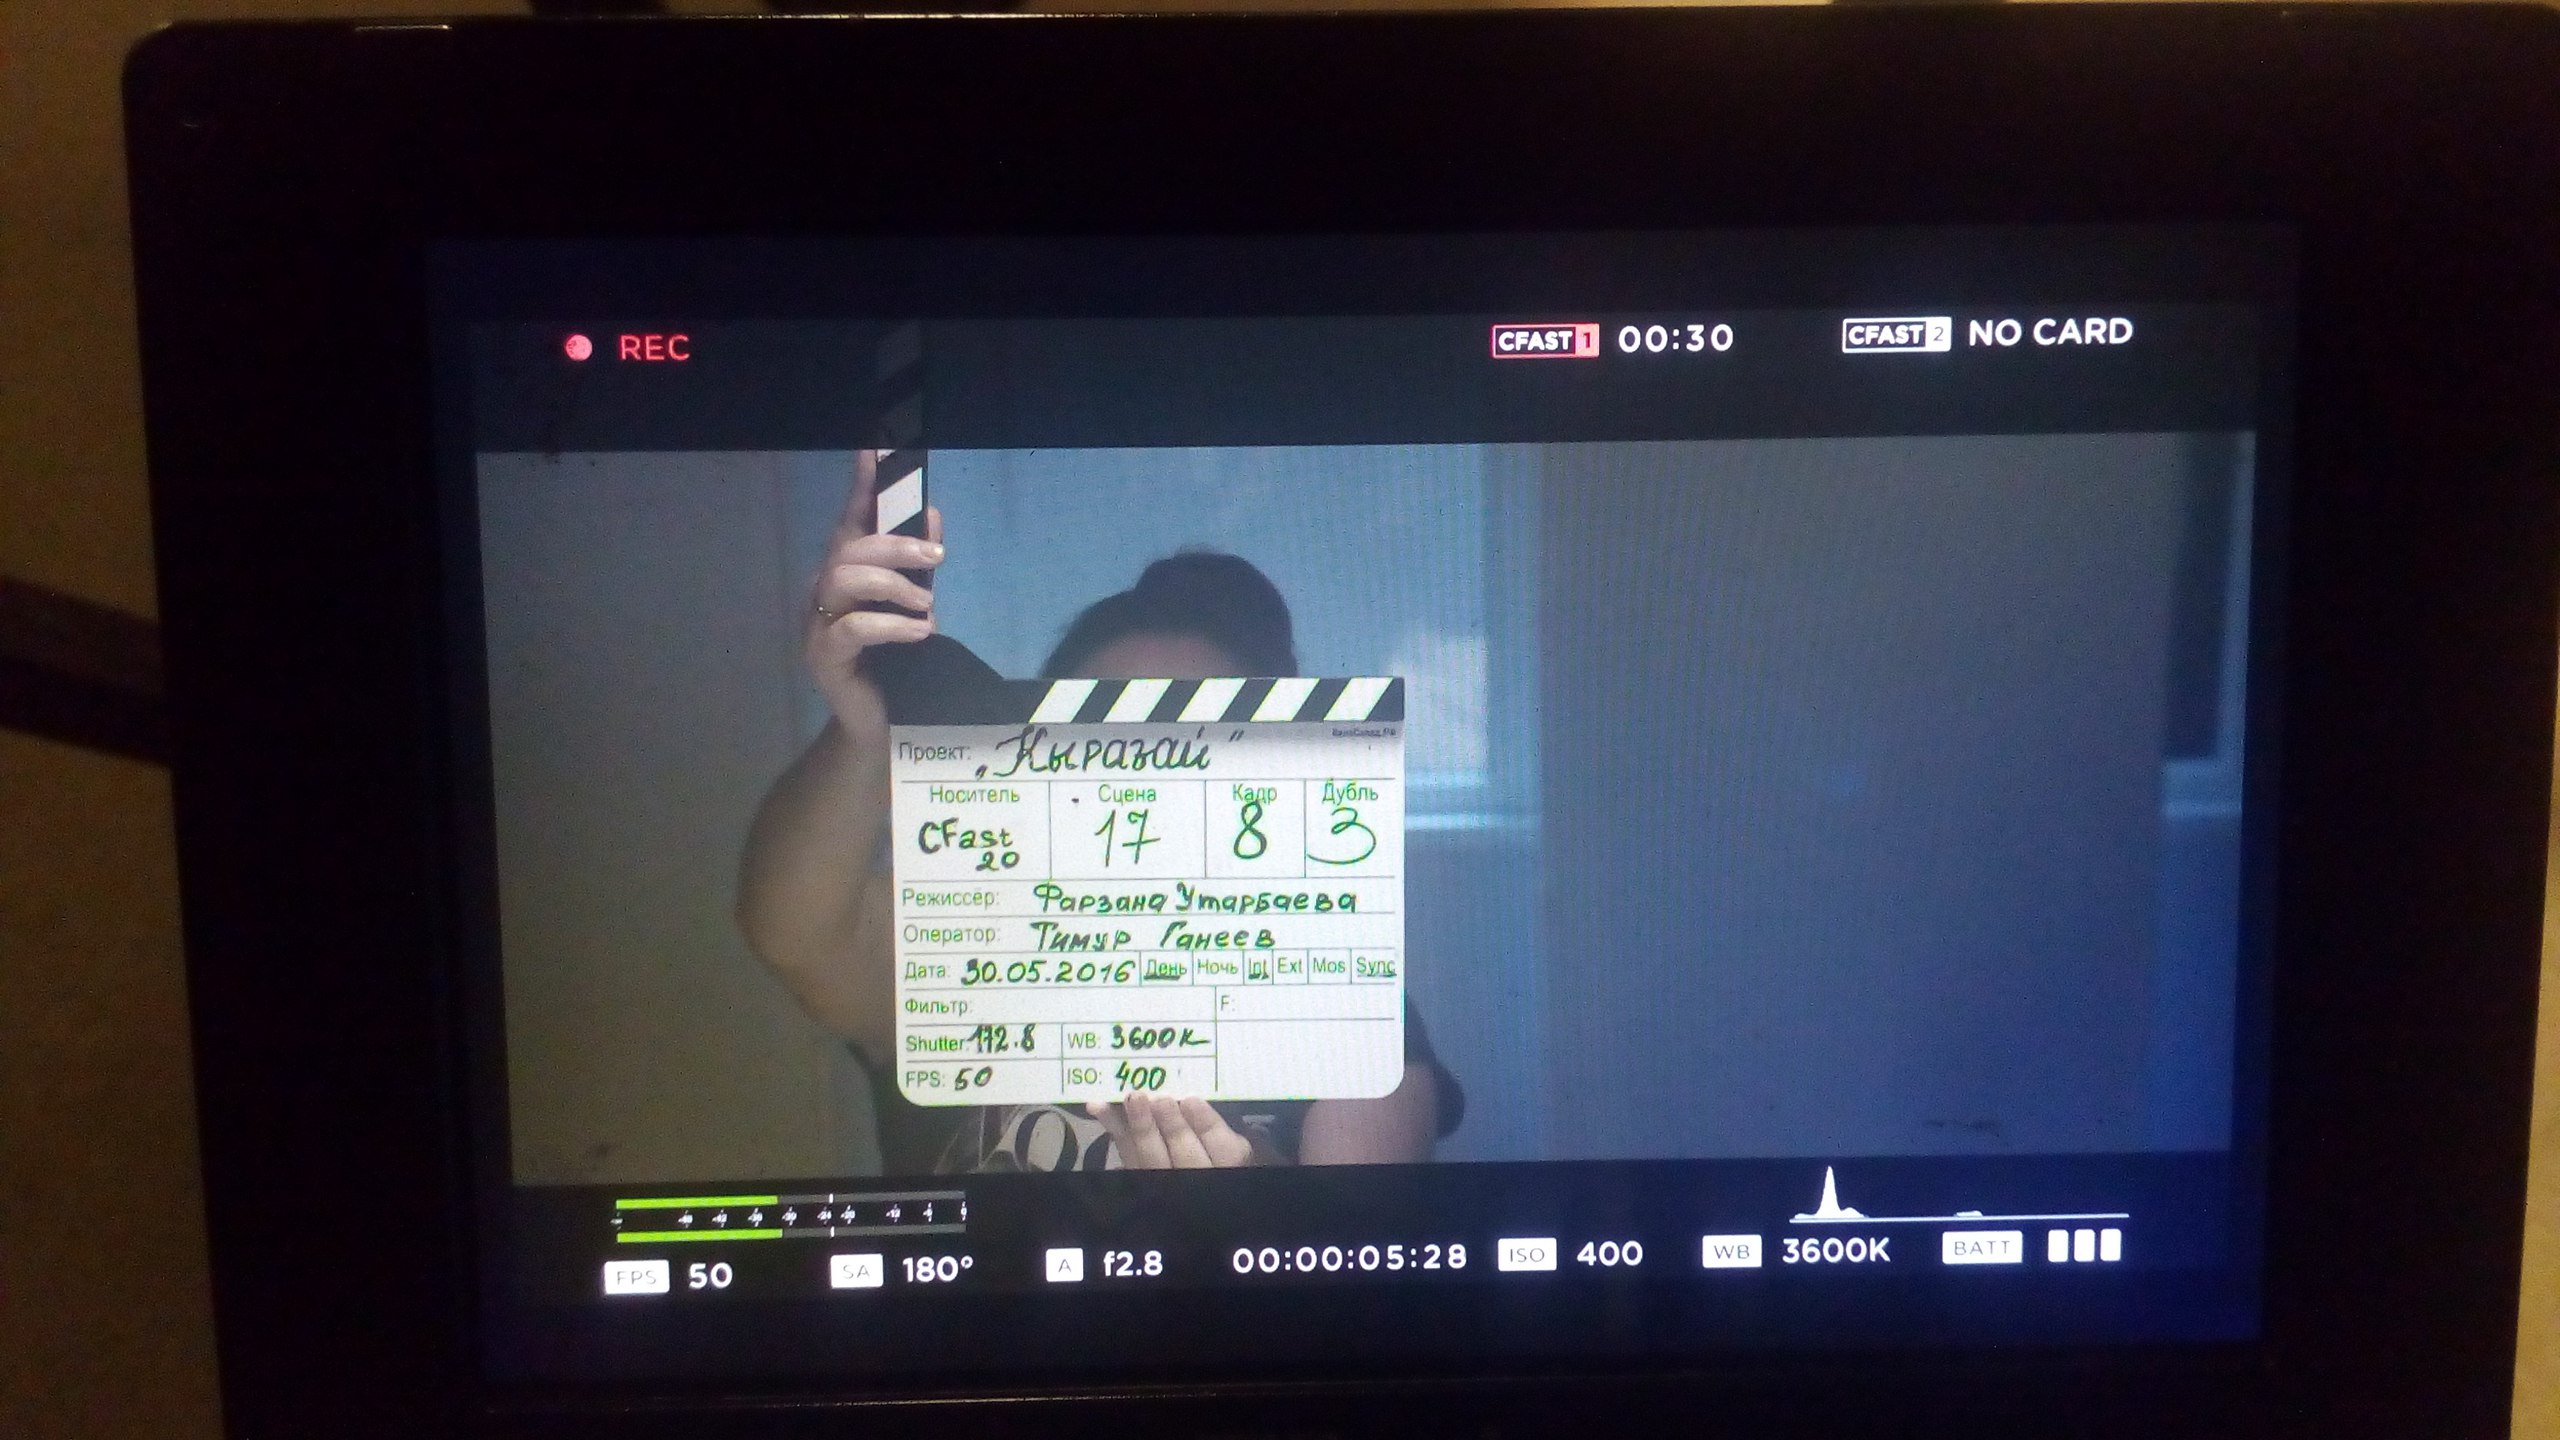 REC
CFAST 1 00:30
CFAST 2 NO CARD
Проект: „Кыразай"
Носитель Сцена Кадр Дубль
CFast 20 17 8 3
Режиссёр: Фарзана Утарбаева
Оператор: Тимур Ганеев
Дата: 30.05.2016 День Ночь Int Ext Mos Sync
Фильтр: F:
Shutter: 172.8 WB: 3600K
FPS: 50 ISO: 400
FPS 50 SA 180° A f2.8 00:00:05:28 ISO 400 WB 3600K BATT